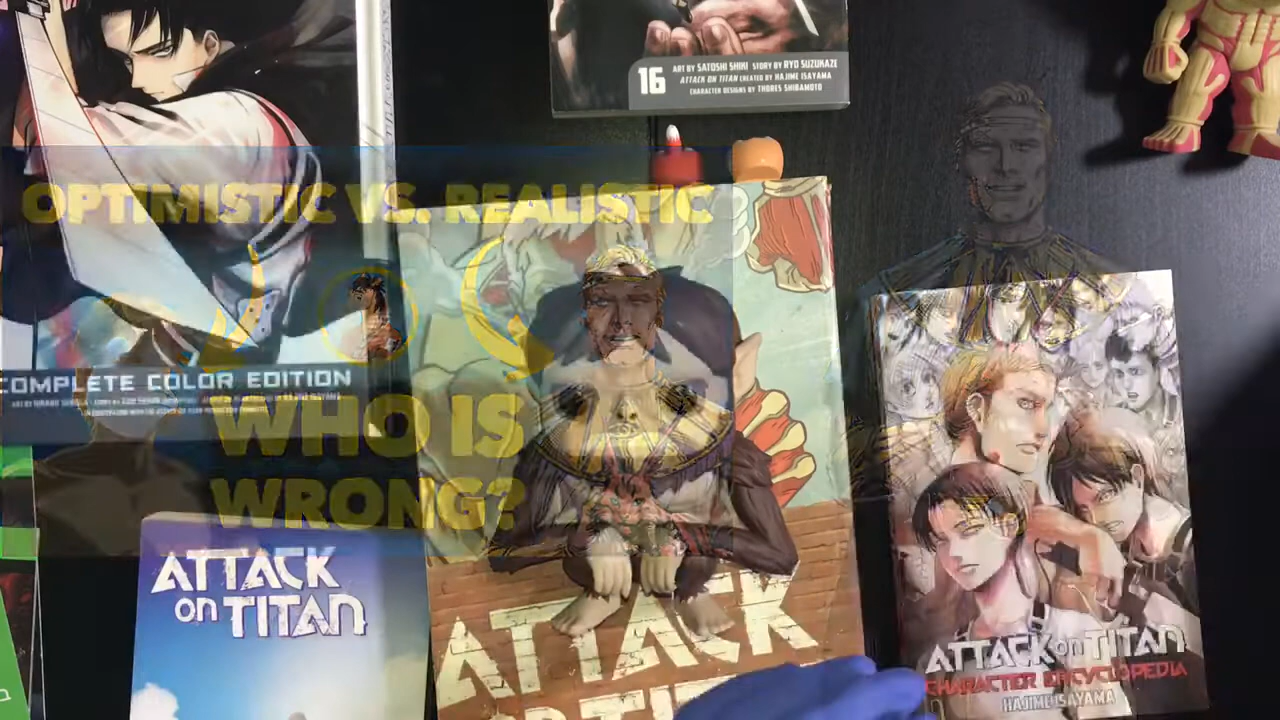 16
ART BY SATOSHI SHIKI STORY BY RYO SUZUKAZE
ATTACK ON TITAN CREATED BY HAJIME ISAYAMA
CHARACTER DESIGNS BY THORES SHIBAMOTO
OPTIMISTIC VS. REALISTIC
COMPLETE COLOR EDITION
WHO IS
WRONG?
ATTACK
on TITAN
ATTACK
ATTACK on TITAN
CHARACTER ENCYCLOPEDIA
HAJIME ISAYAMA